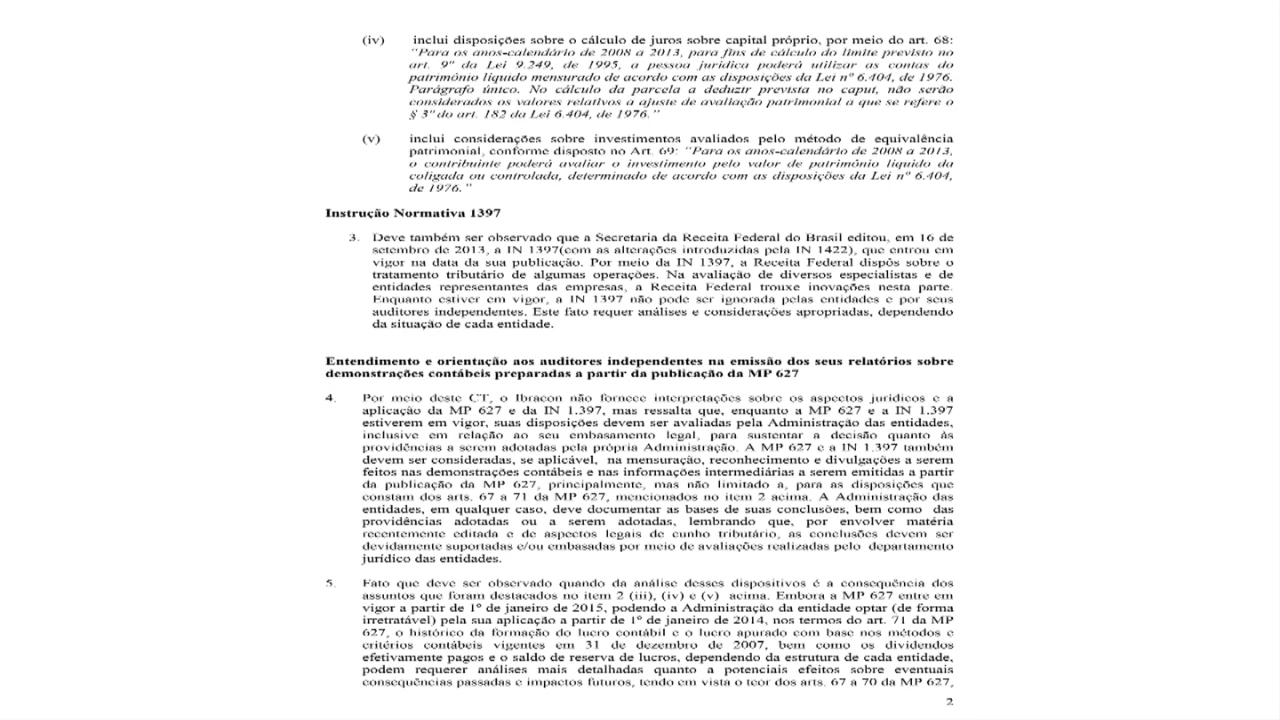 (iv) inclui disposições sobre o cálculo de juros sobre capital próprio, por meio do art. 68:
"Para os anos-calendário de 2008 a 2013, para fins de cálculo do limite previsto no
art. 9º da Lei 9.249, de 1995, a pessoa jurídica poderá utilizar as contas do
patrimônio líquido mensurado de acordo com as disposições da Lei nº 6.404, de 1976.
Parágrafo único. No cálculo da parcela a deduzir prevista no caput, não serão
considerados os valores relativos a ajuste de avaliação patrimonial a que se refere o
§ 3º do art. 182 da Lei 6.404, de 1976."
(v) inclui considerações sobre investimentos avaliados pelo método de equivalência
patrimonial, conforme disposto no Art. 69: "Para os anos-calendário de 2008 a 2013,
o contribuinte poderá avaliar o investimento pelo valor de patrimônio líquido da
coligada ou controlada, determinado de acordo com as disposições da Lei nº 6.404,
de 1976."
Instrução Normativa 1397
3. Deve também ser observado que a Secretaria da Receita Federal do Brasil editou, em 16 de
setembro de 2013, a IN 1397(com as alterações introduzidas pela IN 1422), que entrou em
vigor na data da sua publicação. Por meio da IN 1397, a Receita Federal dispôs sobre o
tratamento tributário de algumas operações. Na avaliação de diversos especialistas e de
entidades representantes das empresas, a Receita Federal trouxe inovações nesta parte.
Enquanto estiver em vigor, a IN 1397 não pode ser ignorada pelas entidades e por seus
auditores independentes. Este fato requer análises e considerações apropriadas, dependendo
da situação de cada entidade.
Entendimento e orientação aos auditores independentes na emissão dos seus relatórios sobre
demonstrações contábeis preparadas a partir da publicação da MP 627
4. Por meio deste CT, o Ibracon não fornece interpretações sobre os aspectos jurídicos e a
aplicação da MP 627 e da IN 1.397, mas ressalta que, enquanto a MP 627 e a IN 1.397
estiverem em vigor, suas disposições devem ser avaliadas pela Administração das entidades,
inclusive em relação ao seu embasamento legal, para sustentar a decisão quanto às
providências a serem adotadas pela própria Administração. A MP 627 e a IN 1.397 também
devem ser consideradas, se aplicável, na mensuração, reconhecimento e divulgações a serem
feitos nas demonstrações contábeis e nas informações intermediárias a serem emitidas a partir
da publicação da MP 627, principalmente, mas não limitado a, para as disposições que
constam dos arts. 67 a 71 da MP 627, mencionados no item 2 acima. A Administração das
entidades, em qualquer caso, deve documentar as bases de suas conclusões, bem como das
providências adotadas ou a serem adotadas, lembrando que, por envolver matéria
recentemente editada e de aspectos legais de cunho tributário, as conclusões devem ser
devidamente suportadas e/ou embasadas por meio de avaliações realizadas pelo departamento
jurídico das entidades.
5. Fato que deve ser observado quando da análise desses dispositivos é a consequência dos
assuntos que foram destacados no item 2 (iii), (iv) e (v) acima. Embora a MP 627 entre em
vigor a partir de 1º de janeiro de 2015, podendo a Administração da entidade optar (de forma
irretratável) pela sua aplicação a partir de 1º de janeiro de 2014, nos termos do art. 71 da MP
627, o histórico da formação do lucro contábil e o lucro apurado com base nos métodos e
critérios contábeis vigentes em 31 de dezembro de 2007, bem como os dividendos
efetivamente pagos e o saldo de reserva de lucros, dependendo da estrutura de cada entidade,
podem requerer análises mais detalhadas quanto a potenciais efeitos sobre eventuais
consequências passadas e impactos futuros, tendo em vista o teor dos arts. 67 a 70 da MP 627,
2